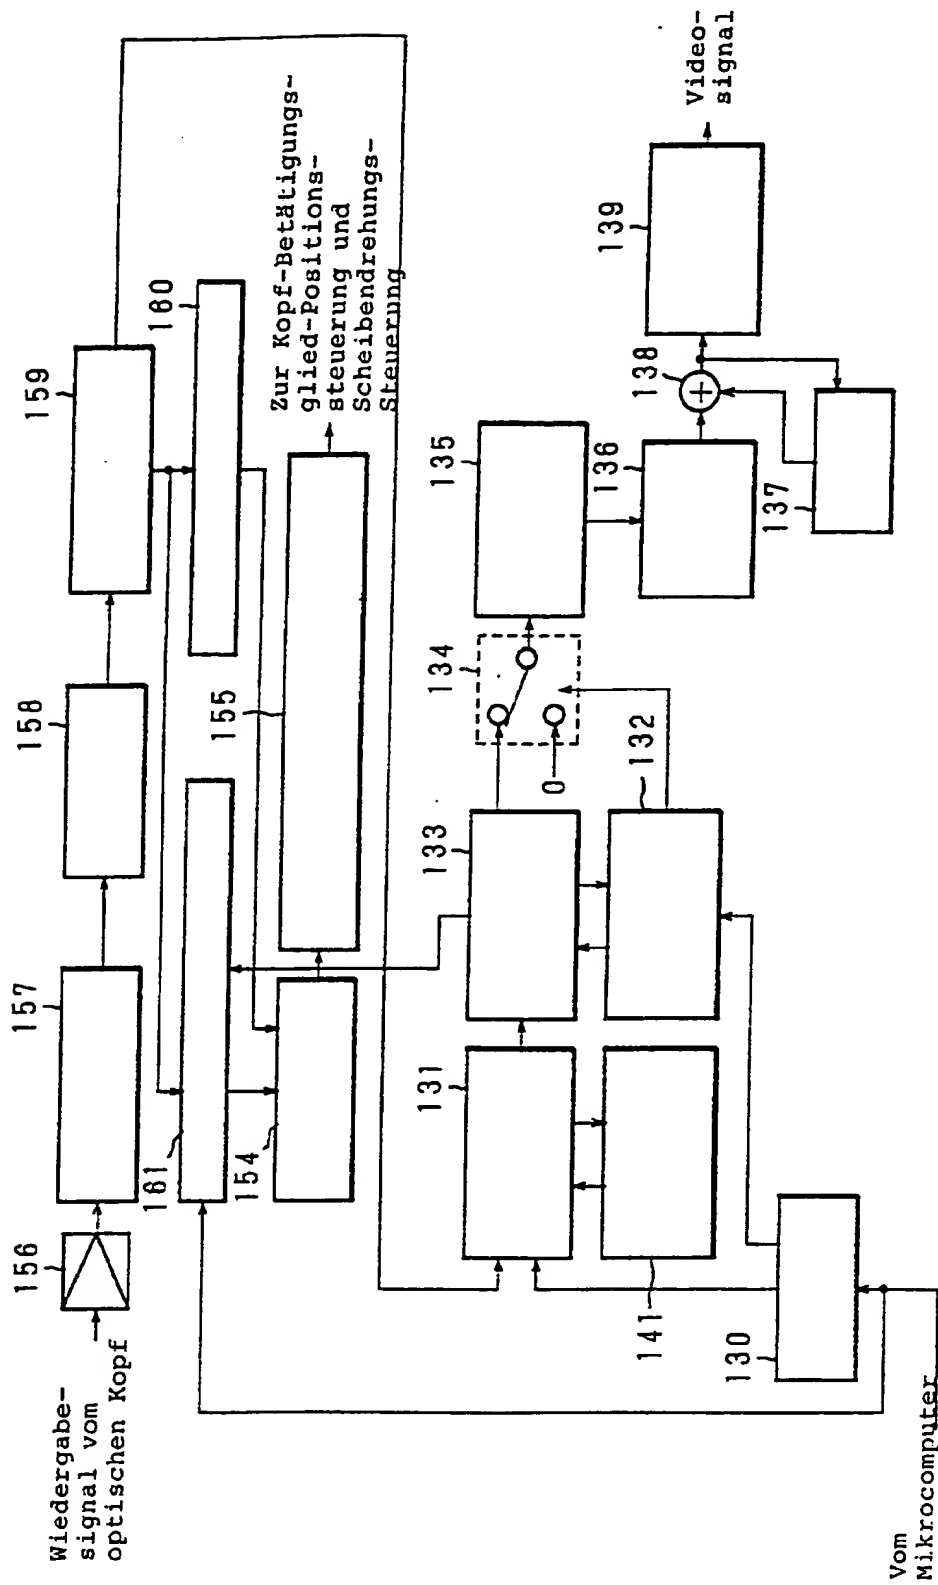 Wiedergabe-
signal vom
optischen Kopf
156
157
158
159
160
161
154
155
Zur Kopf-Betätigungs-
glied-Positions-
steuerung und
Scheibendrehungs-
Steuerung
131
133
134
0
135
136
138
139
Video-
signal
137
132
141
130
Vom
Mikrocomputer